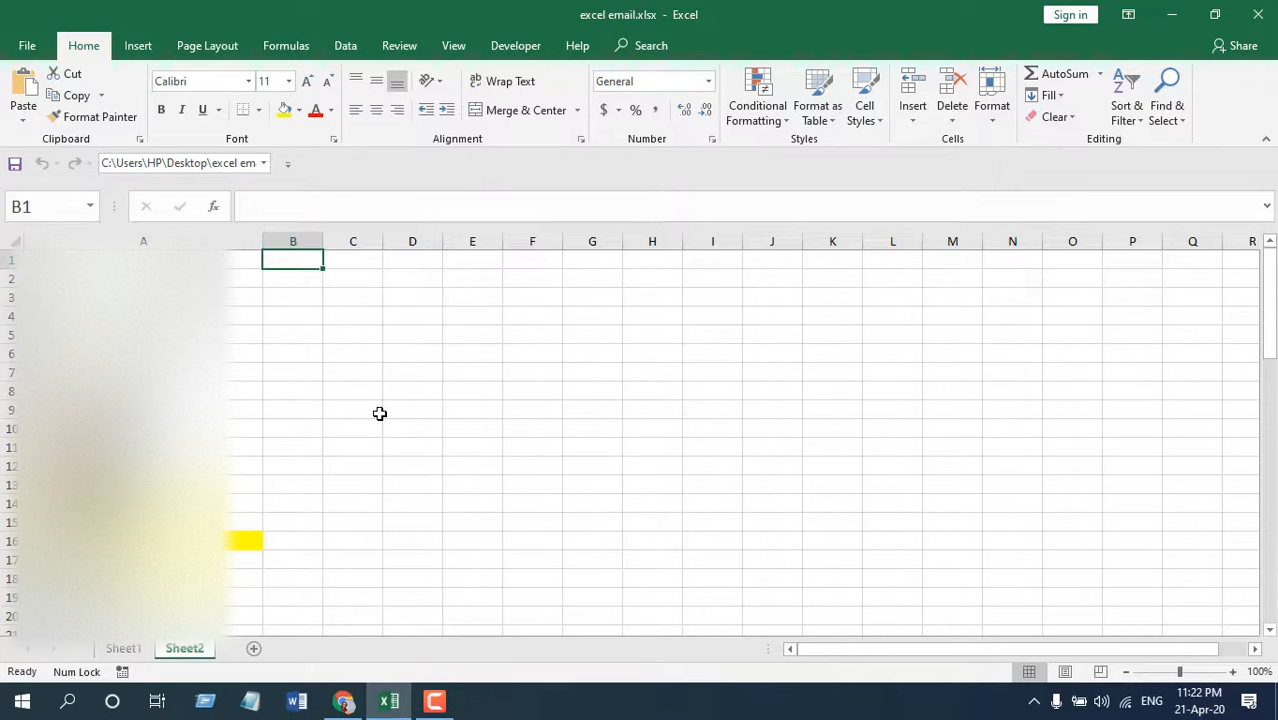 excel email.xlsx - Excel
Sign in
File Home Insert Page Layout Formulas Data Review View Developer Help Search Share
Paste
Cut
Copy
Format Painter
Clipboard
Calibri 11
B I U A
Font
Wrap Text
Merge & Center
Alignment
General
$ % ,
Number
Conditional Formatting
Format as Table
Cell Styles
Styles
Insert Delete Format
Cells
AutoSum
Fill
Clear
Sort & Filter
Find & Select
Editing
C:\Users\HP\Desktop\excel em
B1
fx
A B C D E F G H I J K L M N O P Q R
1
2
3
4
5
6
7
8
9
10
11
12
13
14
15
16
17
18
19
20
21
Sheet1 Sheet2
Ready Num Lock 100%
ENG
11:22 PM
21-Apr-20